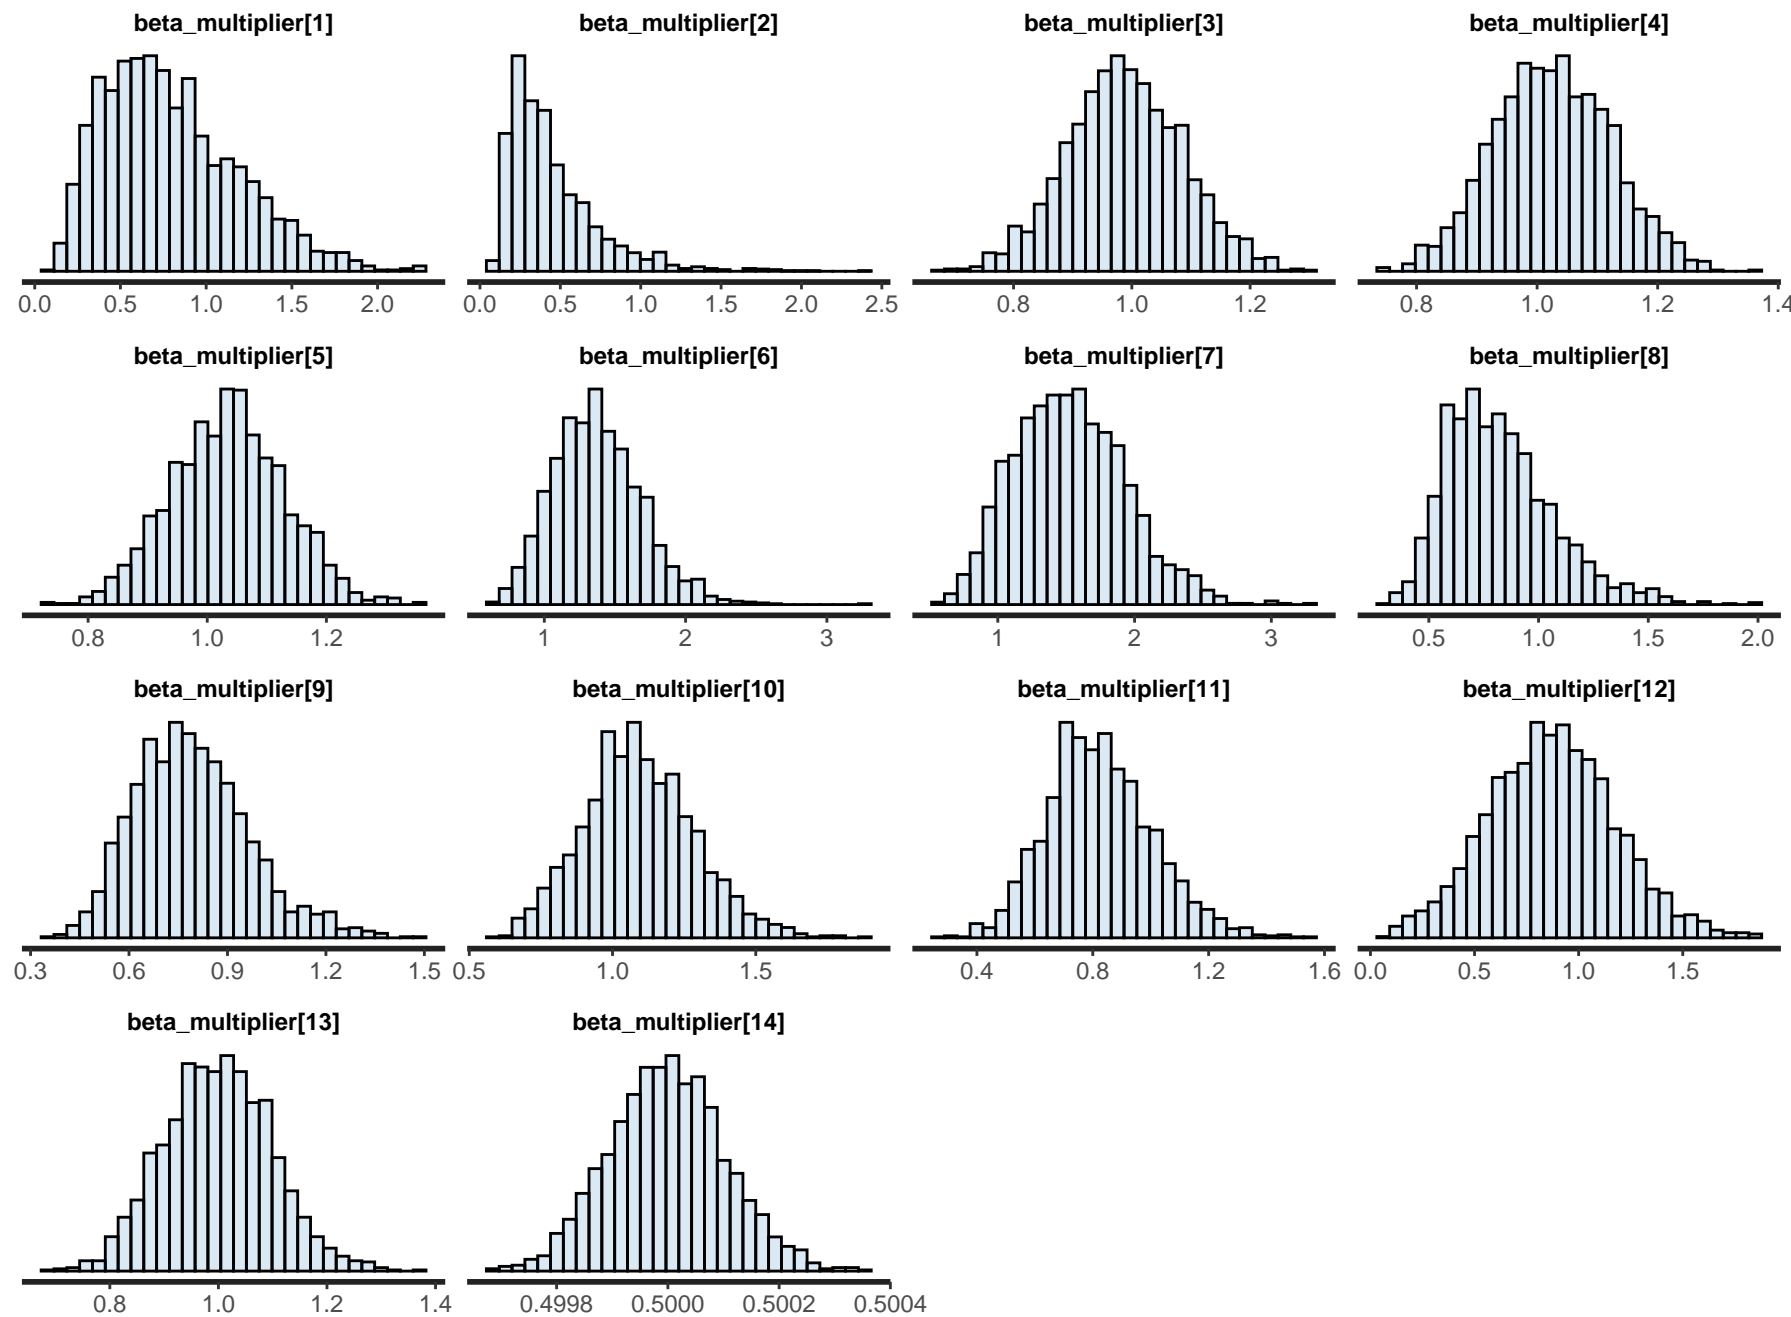 beta_multiplier[1] beta_multiplier[2] beta_multiplier[3] beta_multiplier[4]
0.0 0.5 1.0 1.5 2.0 0.0 0.5 1.0 1.5 2.0 2.5 0.8 1.0 1.2 0.8 1.0 1.2 1.4
beta_multiplier[5] beta_multiplier[6] beta_multiplier[7] beta_multiplier[8]
0.8 1.0 1.2 1 2 3 1 2 3 0.5 1.0 1.5 2.0
beta_multiplier[9] beta_multiplier[10] beta_multiplier[11] beta_multiplier[12]
0.3 0.6 0.9 1.2 1.5 0.5 1.0 1.5 0.4 0.8 1.2 1.6 0.0 0.5 1.0 1.5
beta_multiplier[13] beta_multiplier[14]
0.8 1.0 1.2 1.4 0.4998 0.5000 0.5002 0.5004